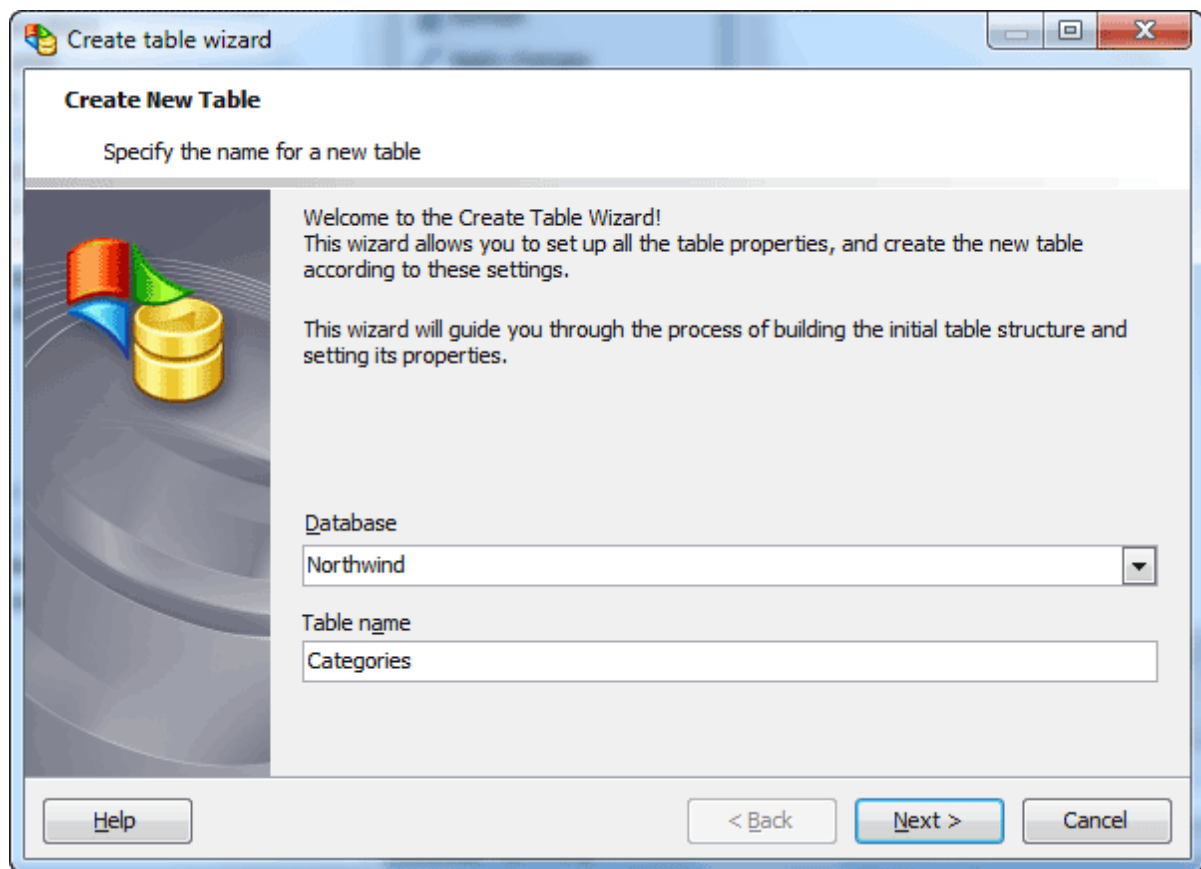 Create table wizard
Create New Table
Specify the name for a new table
Welcome to the Create Table Wizard!
This wizard allows you to set up all the table properties, and create the new table
according to these settings.
This wizard will guide you through the process of building the initial table structure and
setting its properties.
Database
Northwind
Table name
Categories
Help
< Back
Next >
Cancel